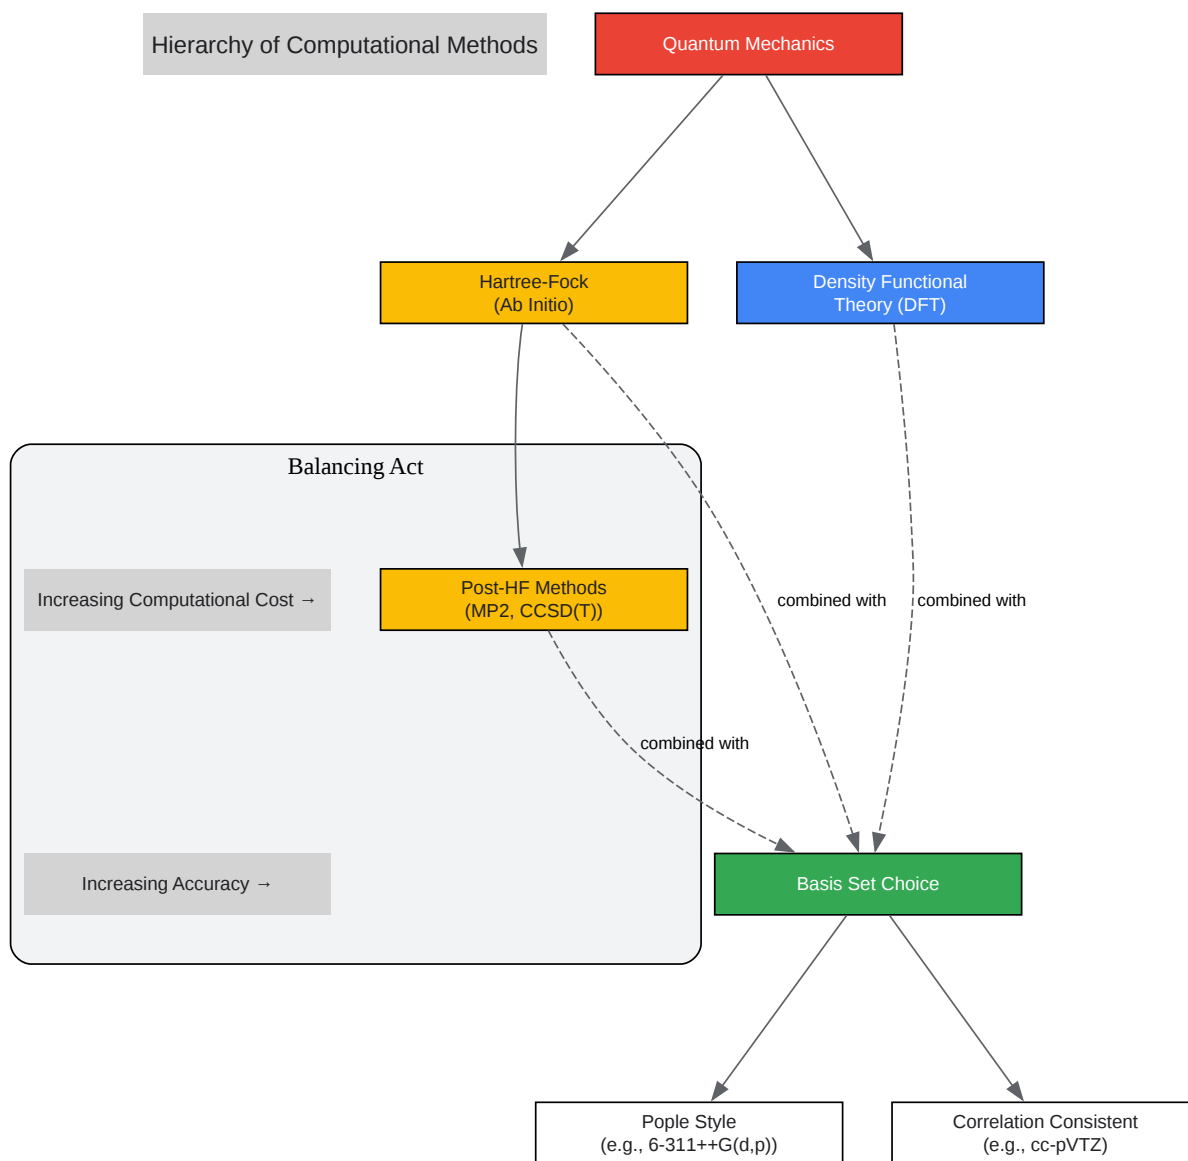 Hierarchy of Computational Methods
Quantum Mechanics
Hartree-Fock
(Ab Initio)
Density Functional
Theory (DFT)
Balancing Act
Increasing Computational Cost →
Post-HF Methods
(MP2, CCSD(T))
combined with
combined with
combined with
Increasing Accuracy →
Basis Set Choice
Pople Style
(e.g., 6-311++G(d,p))
Correlation Consistent
(e.g., cc-pVTZ)